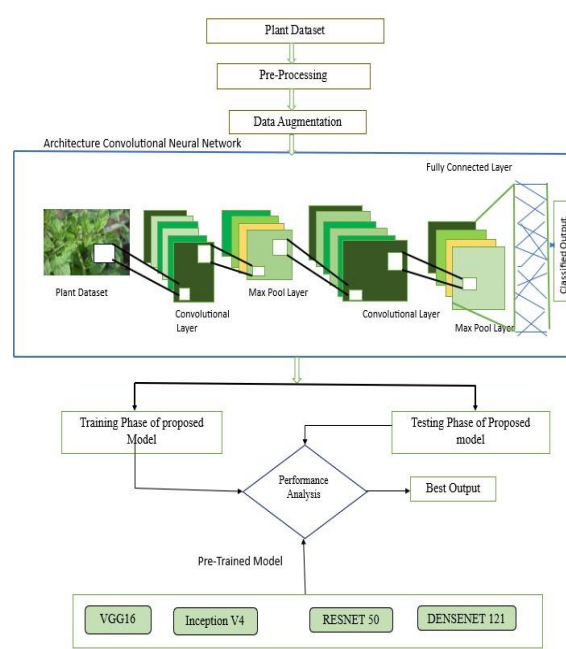 Plant Dataset
Pre-Processing
Data Augmentation
Architecture Convolutional Neural Network
Fully Connected Layer
Classified Output
Plant Dataset
Convolutional
Layer
Max Pool Layer
Convolutional Layer
Max Pool Layer
Training Phase of proposed
Model
Testing Phase of Proposed
model
Performance
Analysis
Best Output
Pre-Trained Model
VGG16
Inception V4
RESNET 50
DENSENET 121